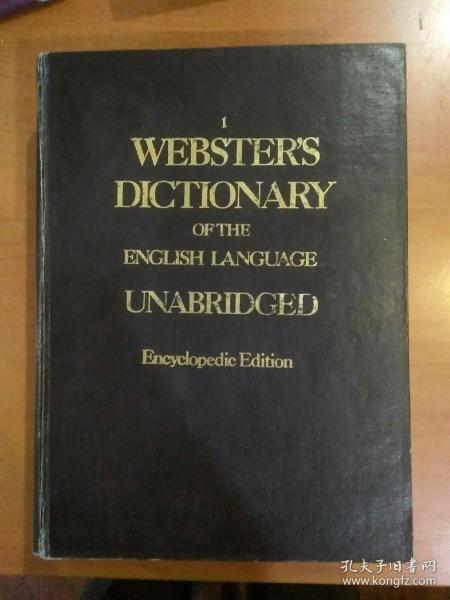 1
WEBSTER'S
DICTIONARY
OF THE
ENGLISH LANGUAGE
UNABRIDGED
Encyclopedic Edition
孔夫子旧书网
www.kongfz.com